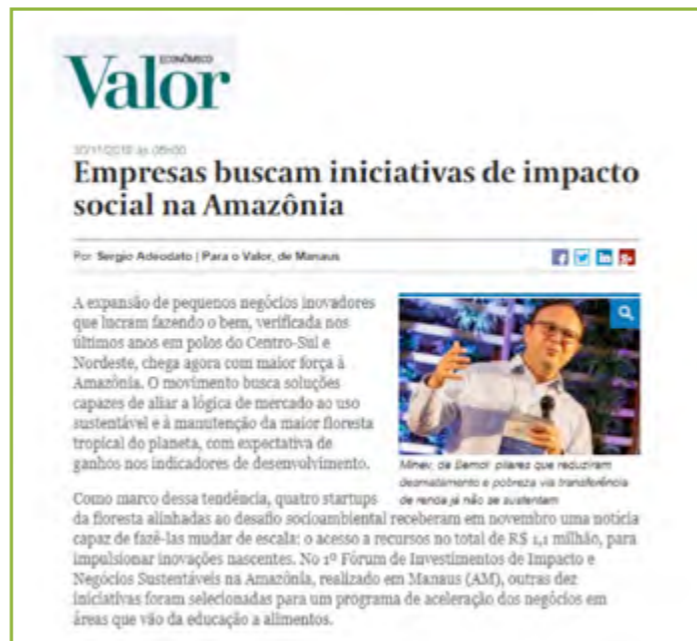 ECONÔMICO
Valor
30/11/2018 às 05h00
Empresas buscam iniciativas de impacto
social na Amazônia
Por Sergio Adeodato | Para o Valor, de Manaus
A expansão de pequenos negócios inovadores
que lucram fazendo o bem, verificada nos
últimos anos em polos do Centro-Sul e
Nordeste, chega agora com maior força à
Amazônia. O movimento busca soluções
capazes de aliar a lógica de mercado ao uso
sustentável e à manutenção da maior floresta
tropical do planeta, com expectativa de
ganhos nos indicadores de desenvolvimento.
Minev, da Bemol: pilares que reduziram
desmatamento e pobreza via transferência
de renda já não se sustentam
Como marco dessa tendência, quatro startups
da floresta alinhadas ao desafio socioambiental receberam em novembro uma notícia
capaz de fazê-las mudar de escala: o acesso a recursos no total de R$ 1,1 milhão, para
impulsionar inovações nascentes. No 1º Fórum de Investimentos de Impacto e
Negócios Sustentáveis na Amazônia, realizado em Manaus (AM), outras dez
iniciativas foram selecionadas para um programa de aceleração dos negócios em
áreas que vão da educação a alimentos.